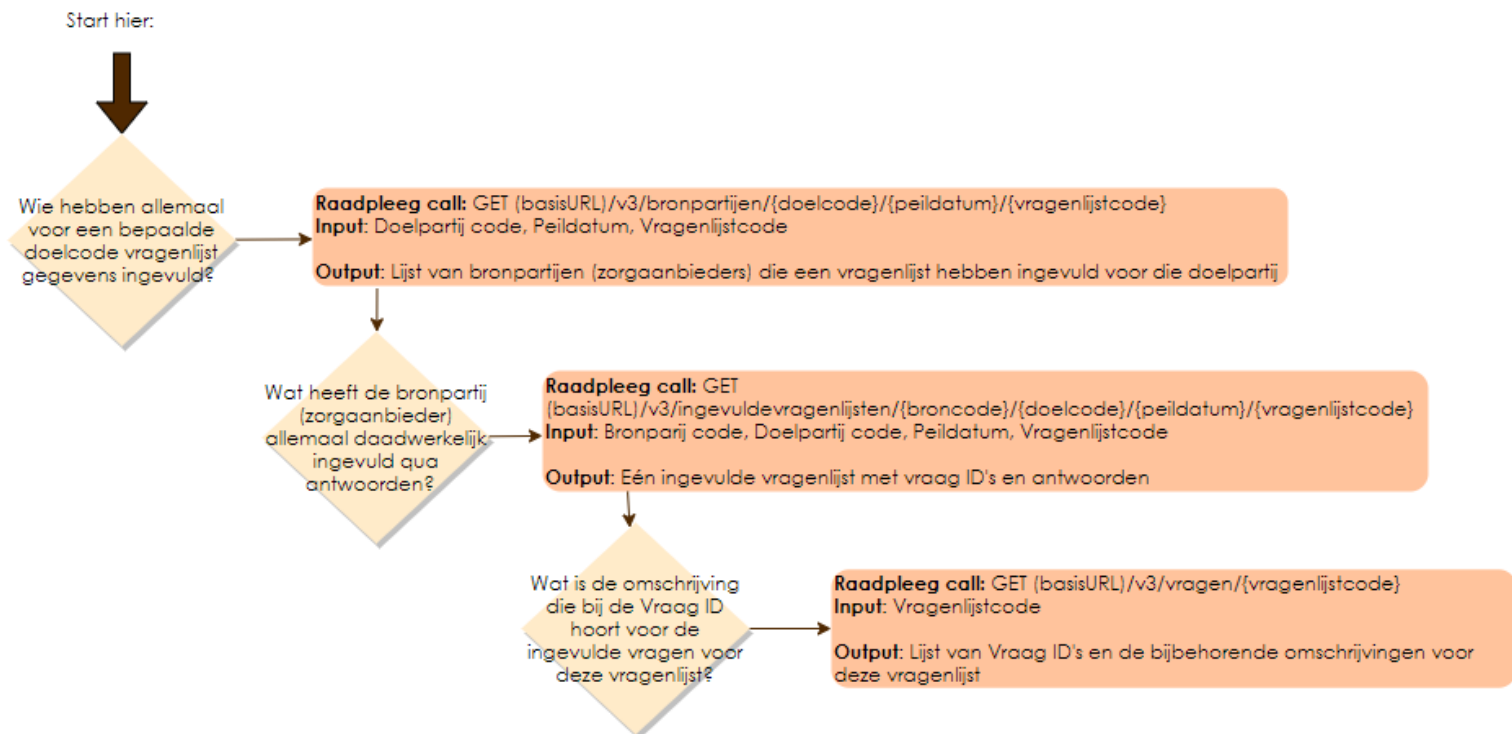 Start hier:
Wie hebben allemaal
voor een bepaalde
doelcode vragenlijst
gegevens ingevuld?
Raadpleeg call: GET (basisURL)/v3/bronpartijen/{doelcode}/{peildatum}/{vragenlijstcode}
Input: Doelpartij code, Peildatum, Vragenlijstcode
Output: Lijst van bronpartijen (zorgaanbieders) die een vragenlijst hebben ingevuld voor die doelpartij
Wat heeft de bronpartij
(zorgaanbieder)
allemaal daadwerkelijk
ingevuld qua
antwoorden?
Raadpleeg call: GET
(basisURL)/v3/ingevuldevragenlijsten/{broncode}/{doelcode}/{peildatum}/{vragenlijstcode}
Input: Bronparij code, Doelpartij code, Peildatum, Vragenlijstcode
Output: Eén ingevulde vragenlijst met vraag ID's en antwoorden
Wat is de omschrijving
die bij de Vraag ID
hoort voor de
ingevulde vragen voor
deze vragenlijst?
Raadpleeg call: GET (basisURL)/v3/vragen/{vragenlijstcode}
Input: Vragenlijstcode
Output: Lijst van Vraag ID's en de bijbehorende omschrijvingen voor
deze vragenlijst